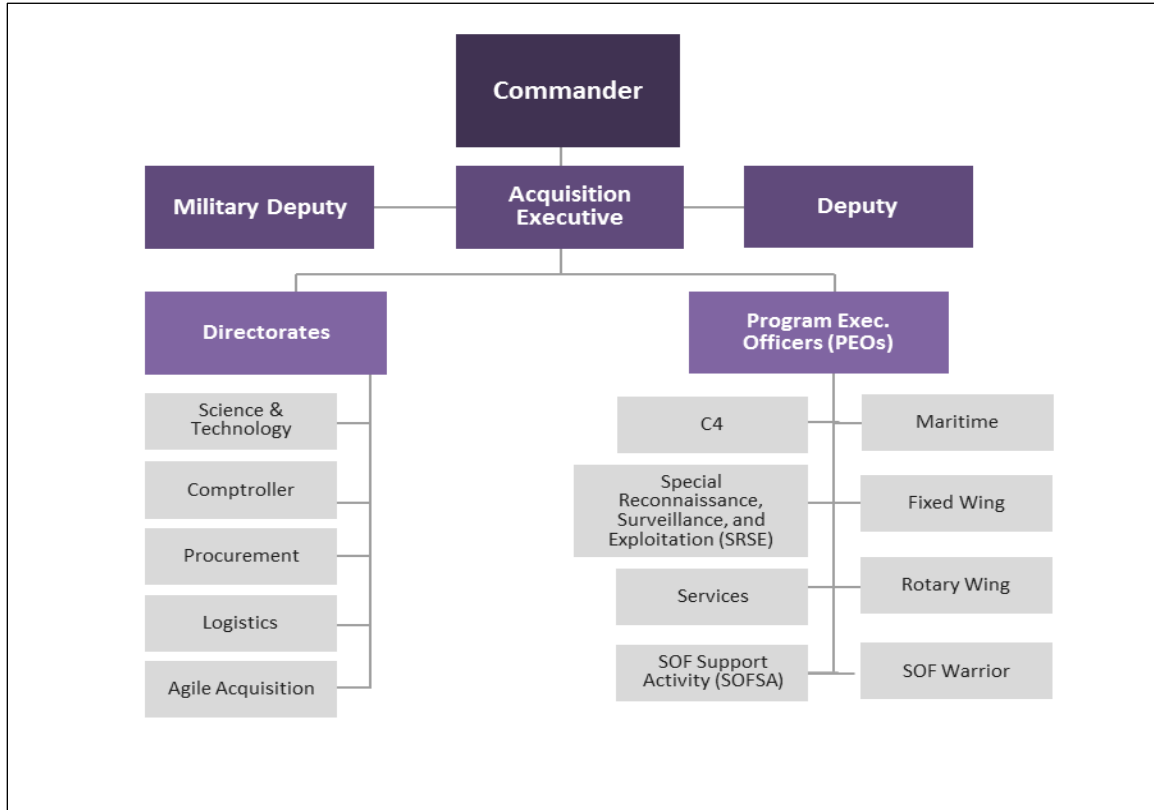 Commander
Military Deputy
Acquisition
Executive
Deputy
Directorates
Program Exec.
Officers (PEOs)
Science &
Technology
Comptroller
Procurement
Logistics
Agile Acquisition
C4
Special
Reconnaissance,
Surveillance, and
Exploitation (SRSE)
Services
SOF Support
Activity (SOFSA)
Maritime
Fixed Wing
Rotary Wing
SOF Warrior